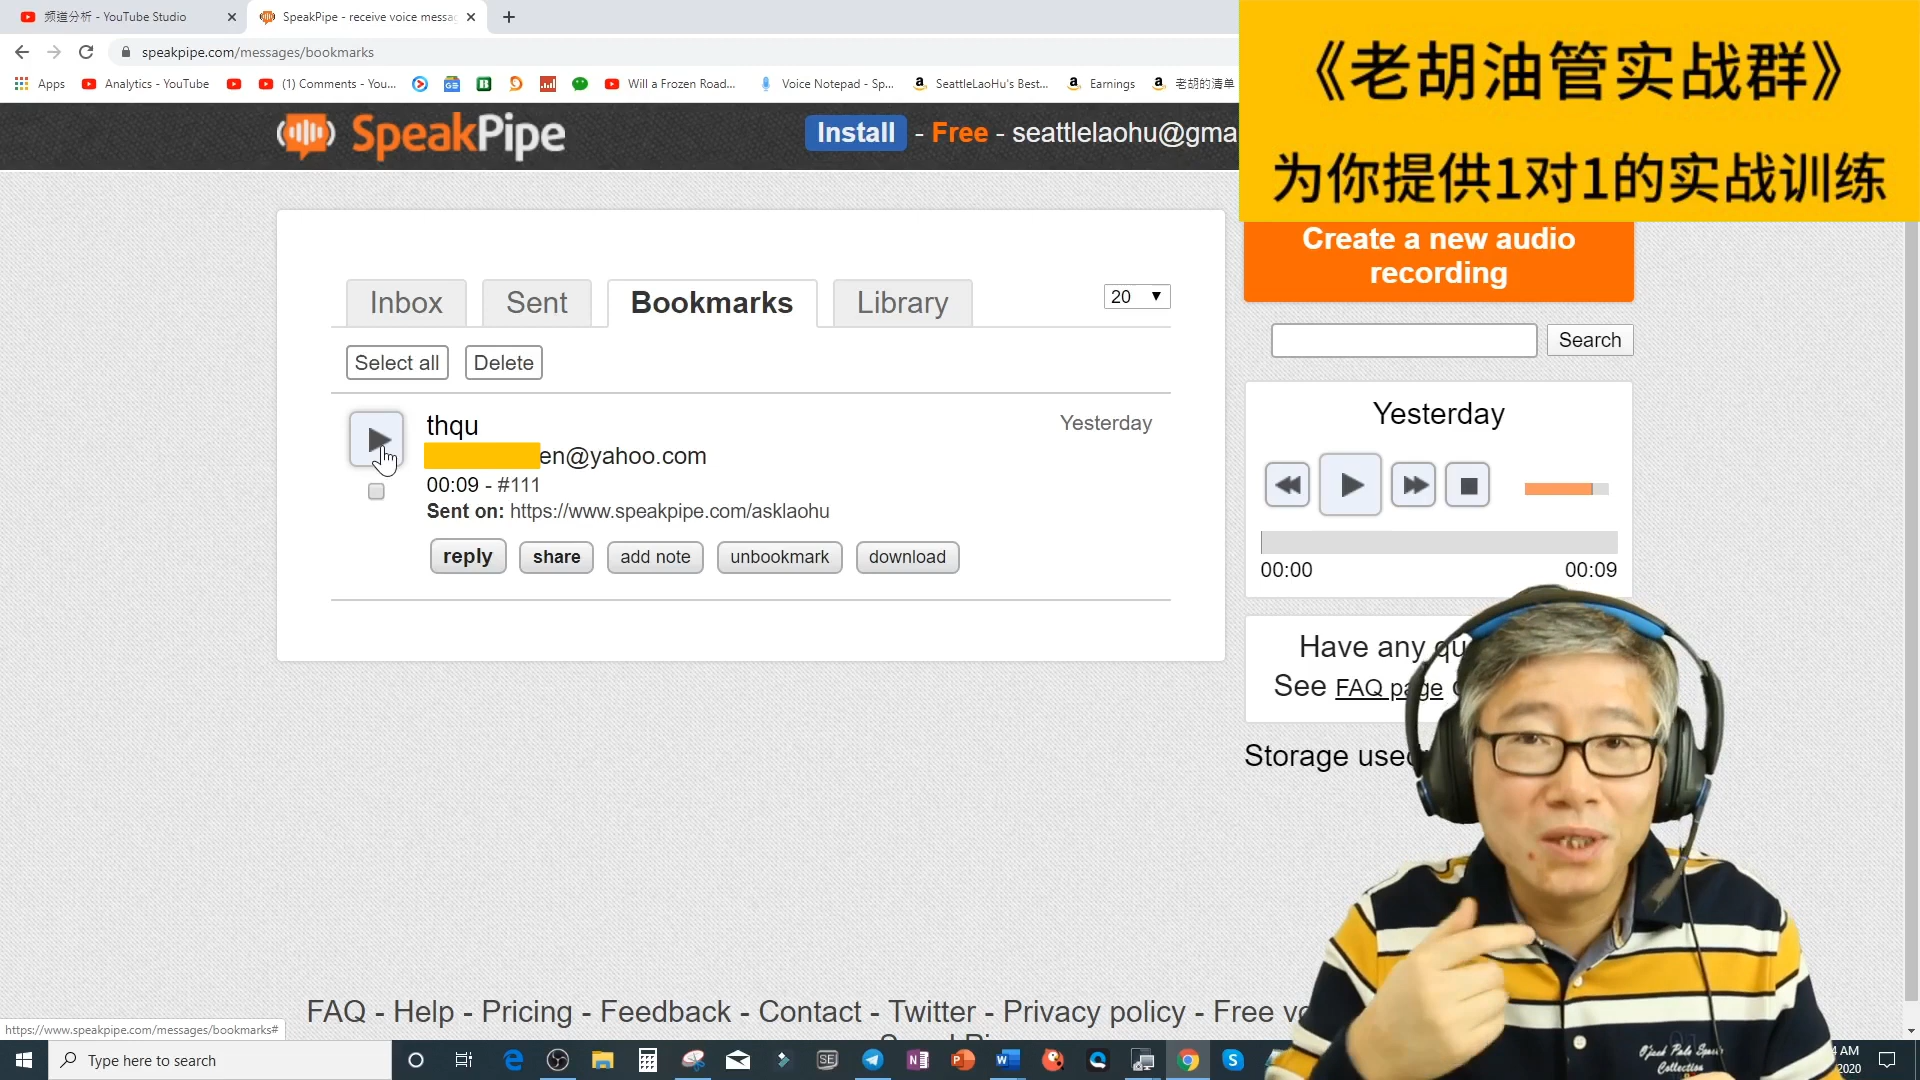 频道分析 - YouTube Studio
SpeakPipe - receive voice messa
speakpipe.com/messages/bookmarks
Apps
Analytics - YouTube
(1) Comments - You...
Will a Frozen Road...
Voice Notepad - Sp...
SeattleLaoHu's Best...
Earnings
老胡的清单
《老胡油管实战群》
为你提供1对1的实战训练
SpeakPipe
Install - Free - seattlelaohu@gma
Create a new audio
recording
Inbox
Sent
Bookmarks
Library
20
Search
Select all
Delete
thqu
Yesterday
en@yahoo.com
00:09 - #111
Sent on: https://www.speakpipe.com/asklaohu
reply
share
add note
unbookmark
download
Yesterday
00:00
00:09
Have any qu
See FAQ page
Storage used
FAQ - Help - Pricing - Feedback - Contact - Twitter - Privacy policy - Free vo
https://www.speakpipe.com/messages/bookmarks#
Type here to search
AM
2020
Collection